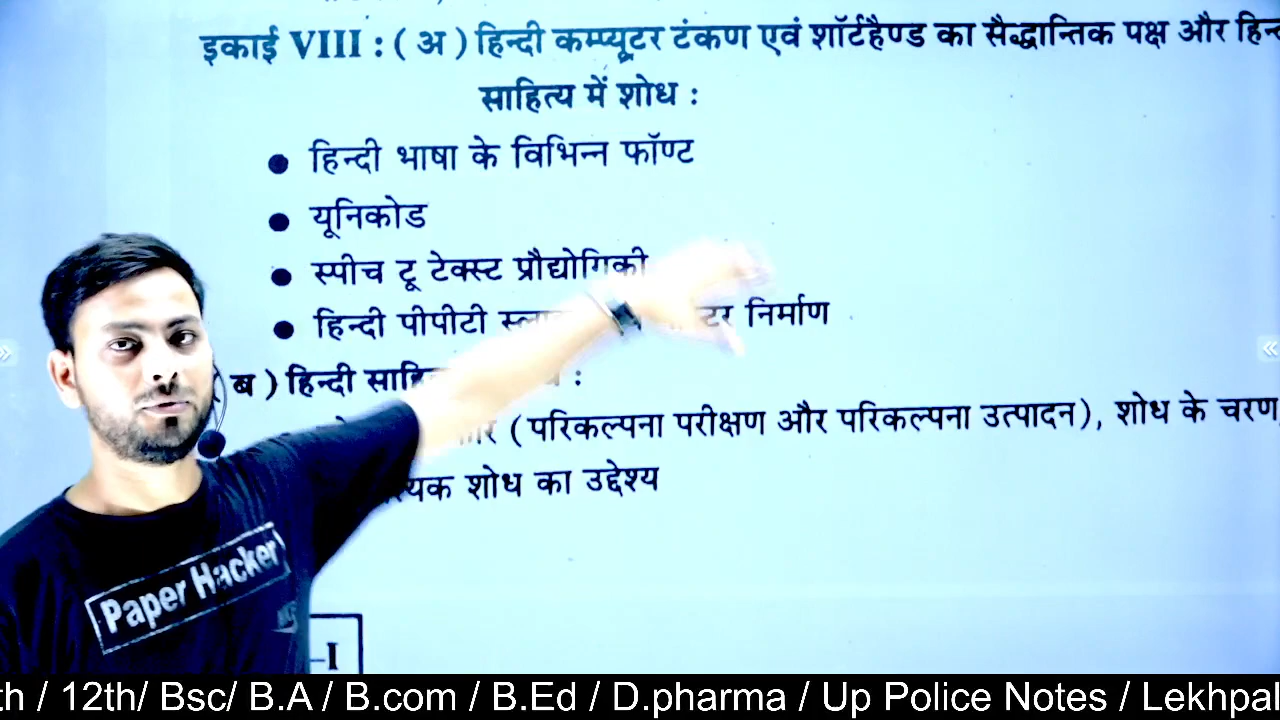 इकाई VIII : ( अ ) हिन्दी कम्प्यूटर टंकण एवं शॉर्टहैण्ड का सैद्धान्तिक पक्ष और
साहित्य में शोध :
● हिन्दी भाषा के विभिन्न फॉण्ट
● यूनिकोड
● स्पीच टू टेक्स्ट प्रौद्योगिकी
● हिन्दी पीपीटी निर्माण
ब ) हिन्दी :
( परिकल्पना परीक्षण और परिकल्पना उत्पादन ), शोध के चरण,
शोध का उद्देश्य
Paper Hacker
–I
th / 12th/ Bsc/ B.A / B.com / B.Ed / D.pharma / Up Police Notes / Lekhpal